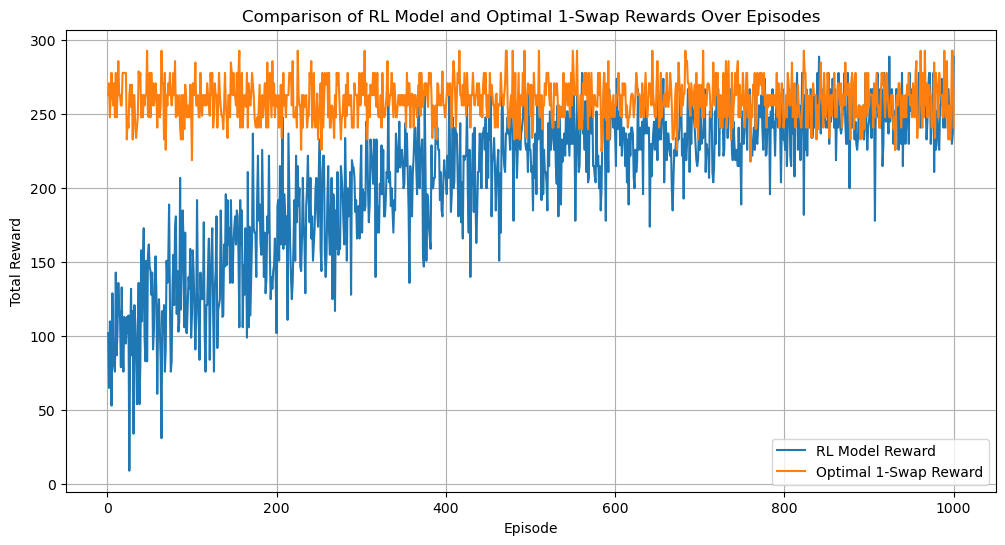 Comparison of RL Model and Optimal 1-Swap Rewards Over Episodes
300
250
200
150
100
50
0
Total Reward
0 200 400 600 800 1000
Episode
RL Model Reward
Optimal 1-Swap Reward